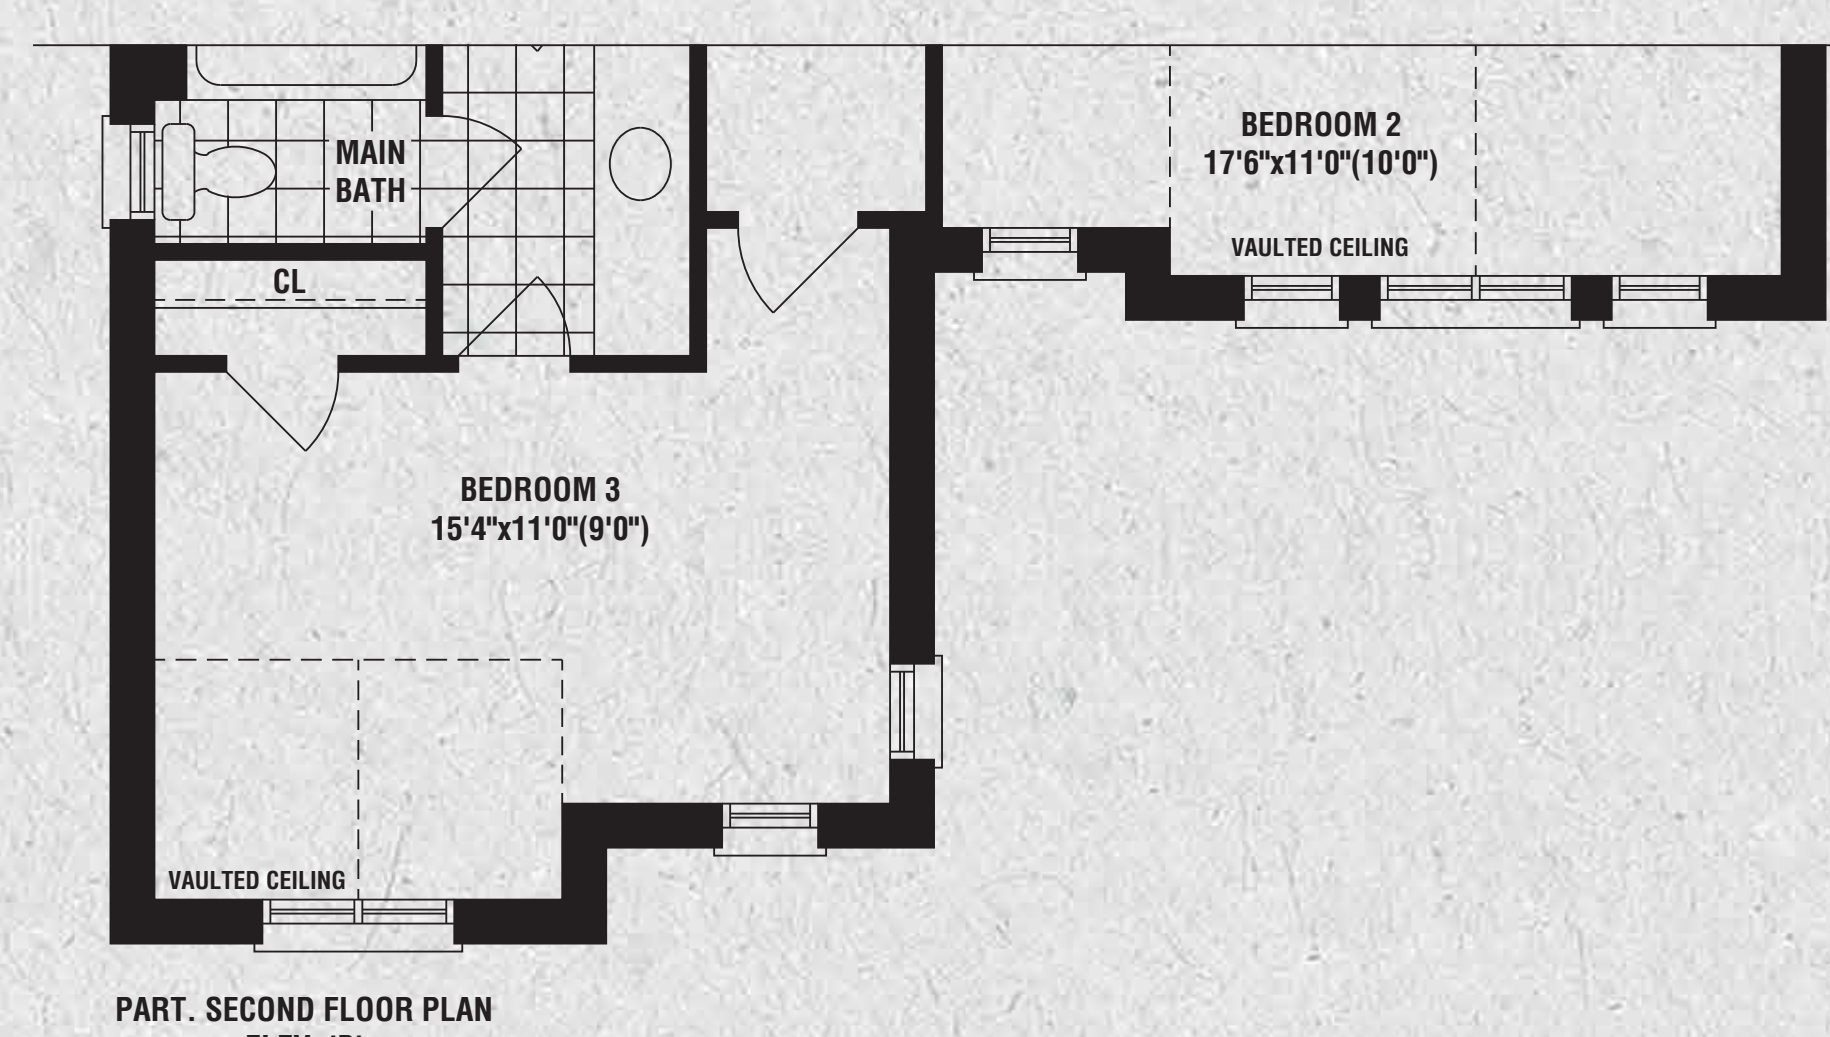 MAIN
BATH
BEDROOM 2
17'6"x11'0"(10'0")
VAULTED CEILING
CL
BEDROOM 3
15'4"x11'0"(9'0")
VAULTED CEILING
PART. SECOND FLOOR PLAN